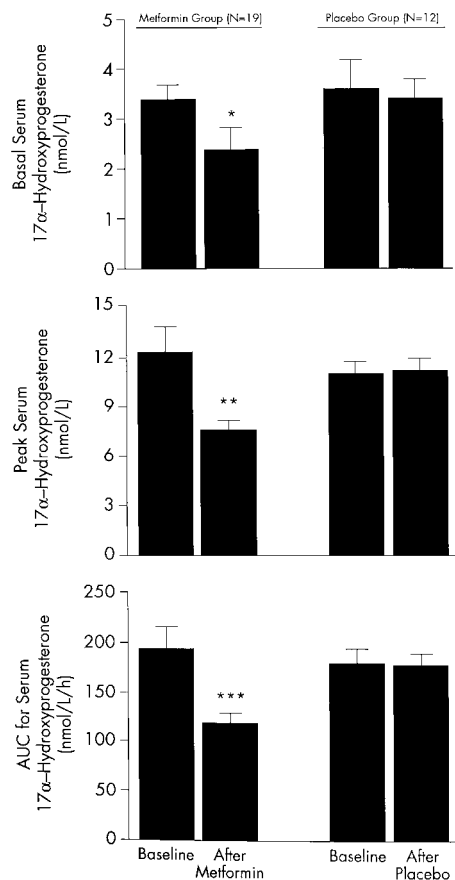 Metformin Group (N=19)
Placebo Group (N=12)
Basal Serum
17α–Hydroxyprogesterone
(nmol/L)
5
4
3
2
1
0
*
Peak Serum
17α–Hydroxyprogesterone
(nmol/L)
15
12
9
6
3
0
**
AUC for Serum
17α–Hydroxyprogesterone
(nmol/L/h)
250
200
150
100
50
0
***
Baseline
After
Metformin
Baseline
After
Placebo